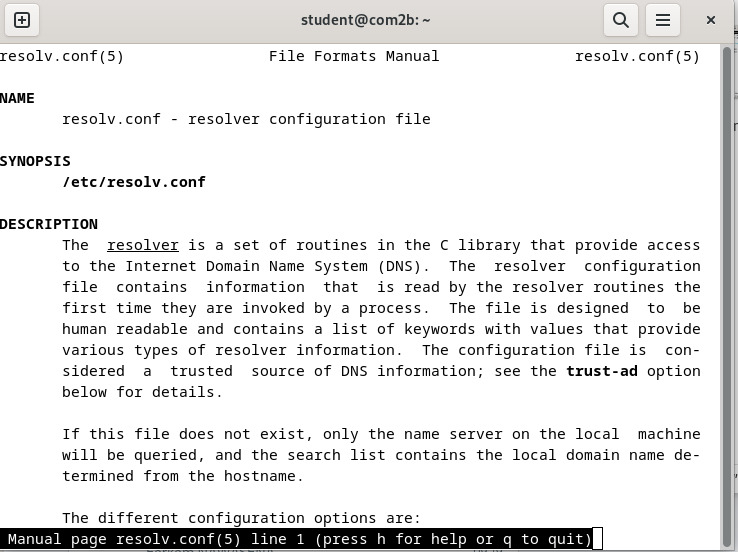 student@com2b: ~
resolv.conf(5) File Formats Manual resolv.conf(5)
NAME
resolv.conf - resolver configuration file
SYNOPSIS
/etc/resolv.conf
DESCRIPTION
The resolver is a set of routines in the C library that provide access
to the Internet Domain Name System (DNS). The resolver configuration
file contains information that is read by the resolver routines the
first time they are invoked by a process. The file is designed to be
human readable and contains a list of keywords with values that provide
various types of resolver information. The configuration file is con-
sidered a trusted source of DNS information; see the trust-ad option
below for details.
If this file does not exist, only the name server on the local machine
will be queried, and the search list contains the local domain name de-
termined from the hostname.
The different configuration options are:
Manual page resolv.conf(5) line 1 (press h for help or q to quit)